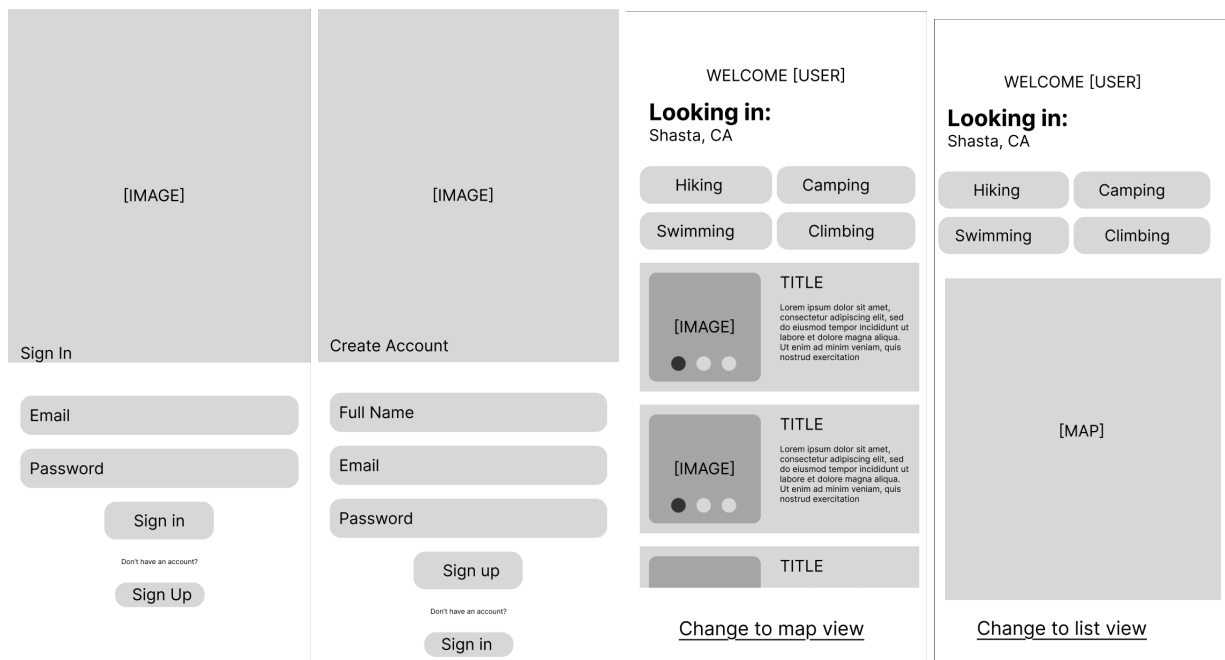 [IMAGE]
Sign In
Email
Password
Sign in
Don't have an account?
Sign Up
[IMAGE]
Create Account
Full Name
Email
Password
Sign up
Don't have an account?
Sign in
WELCOME [USER]
Looking in:
Shasta, CA
Hiking
Camping
Swimming
Climbing
[IMAGE]
TITLE
Lorem ipsum dolor sit amet,
consectetur adipiscing elit, sed
do eiusmod tempor incididunt ut
labore et dolore magna aliqua.
Ut enim ad minim veniam, quis
nostrud exercitation
[IMAGE]
TITLE
Lorem ipsum dolor sit amet,
consectetur adipiscing elit, sed
do eiusmod tempor incididunt ut
labore et dolore magna aliqua.
Ut enim ad minim veniam, quis
nostrud exercitation
TITLE
Change to map view
WELCOME [USER]
Looking in:
Shasta, CA
Hiking
Camping
Swimming
Climbing
[MAP]
Change to list view